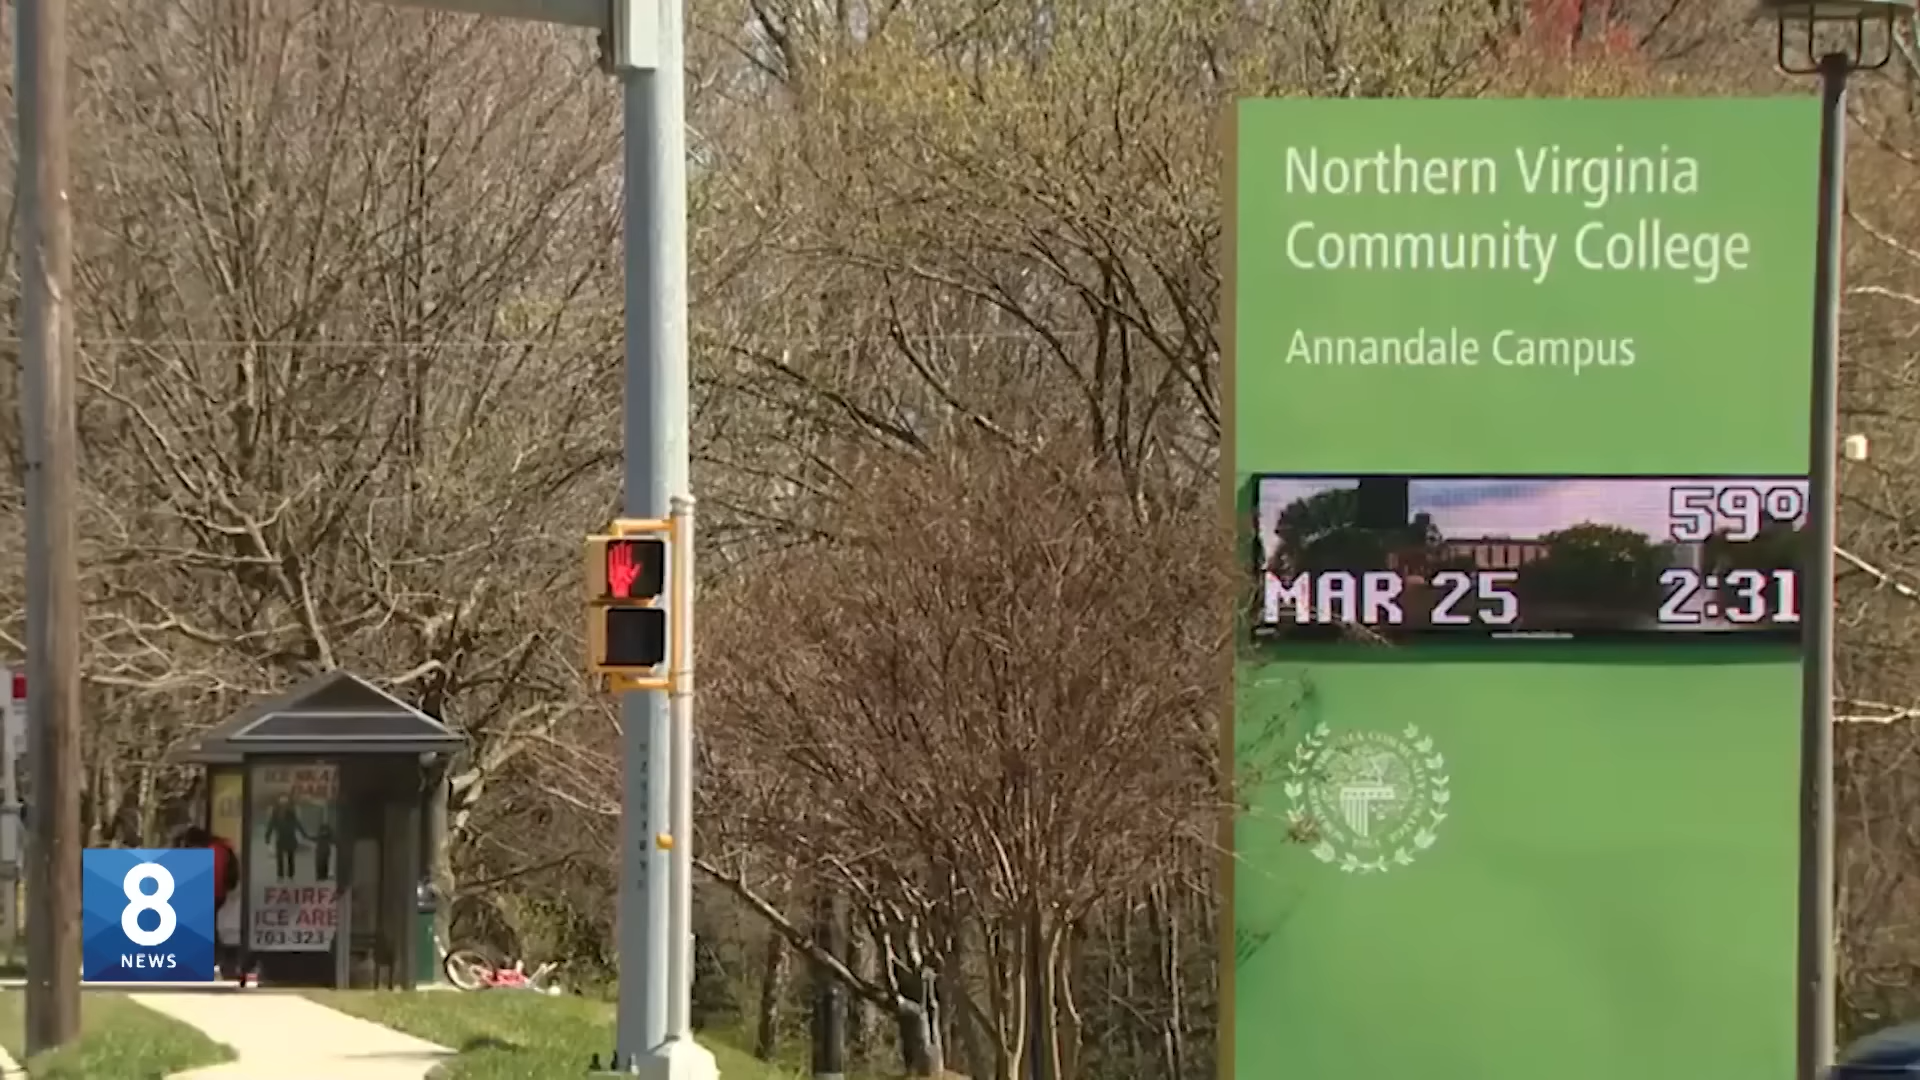 Northern Virginia
Community College
Annandale Campus
59°
MAR 25 2:31
FAIRFA
ICE ARE
703-323-
8
NEWS